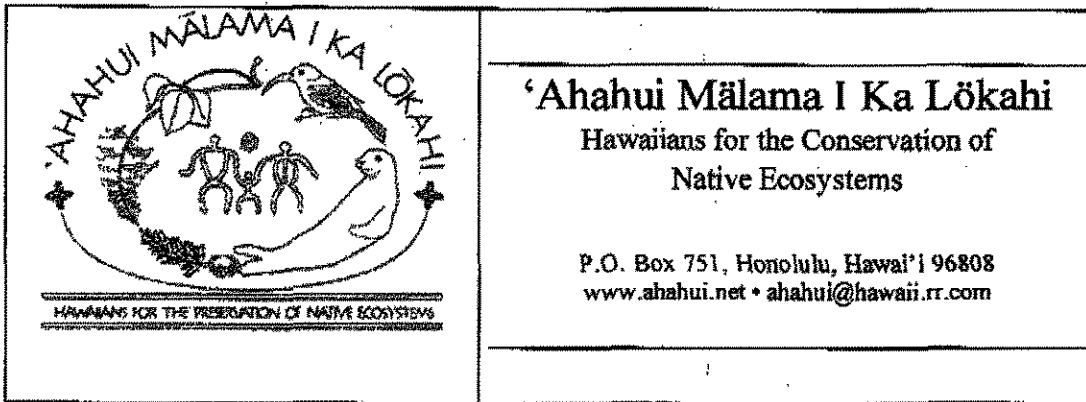 'AHAHUI MĀLAMA I KA LŌKAHI
HAWAIIANS FOR THE PRESERVATION OF NATIVE ECOSYSTEMS
‘Ahahui Mälama I Ka Lökahi
Hawaiians for the Conservation of
Native Ecosystems
P.O. Box 751, Honolulu, Hawai'i 96808
www.ahahui.net • ahahui@hawaii.rr.com